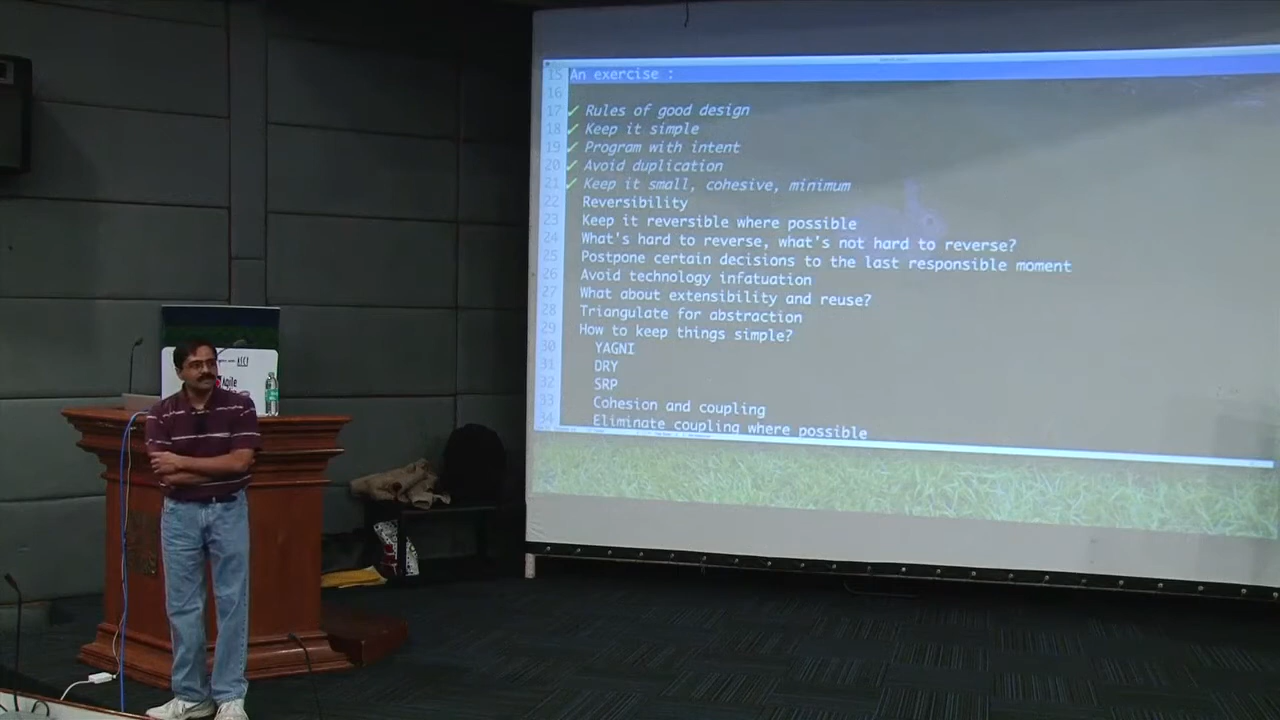 15 An exercise :
16
17 ✓ Rules of good design
18 ✓ Keep it simple
19 ✓ Program with intent
20 ✓ Avoid duplication
21 ✓ Keep it small, cohesive, minimum
22 Reversibility
23 Keep it reversible where possible
24 What's hard to reverse, what's not hard to reverse?
25 Postpone certain decisions to the last responsible moment
26 Avoid technology infatuation
27 What about extensibility and reuse?
28 Triangulate for abstraction
29 How to keep things simple?
30 YAGNI
31 DRY
32 SRP
33 Cohesion and coupling
34 Eliminate coupling where possible
ASCI
Agile